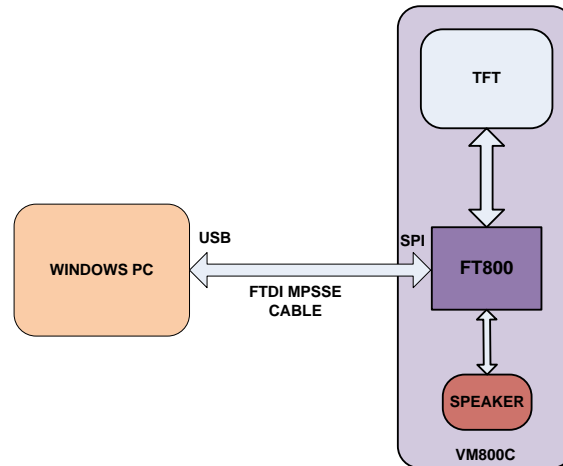 TFT
USB
SPI
WINDOWS PC
FT800
FTDI MPSSE
CABLE
SPEAKER
VM800C